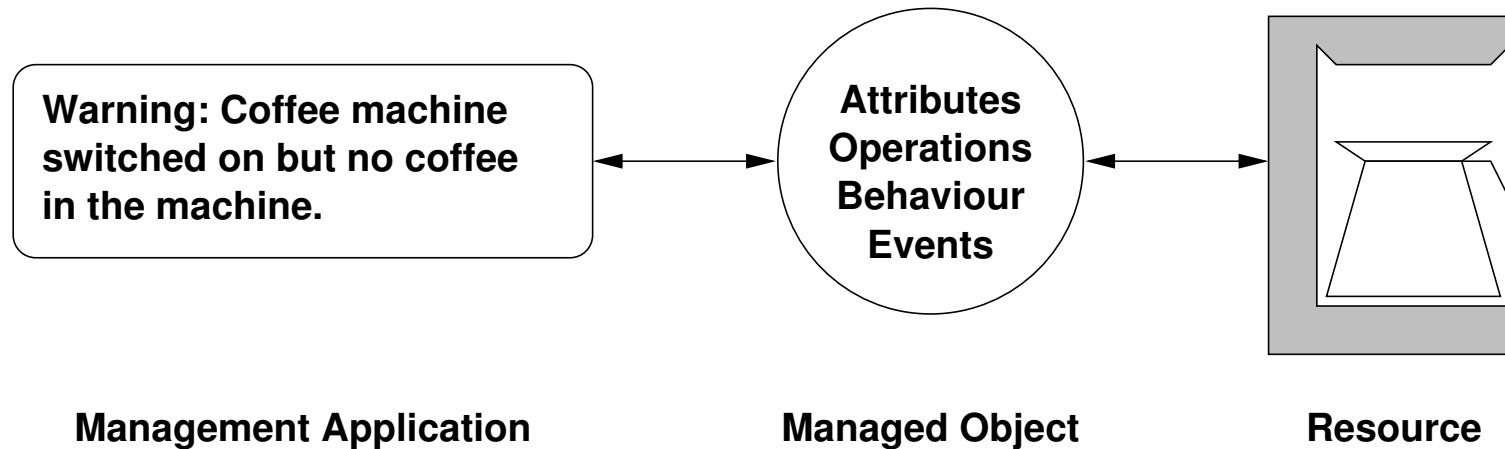 Warning: Coffee machine
switched on but no coffee
in the machine.
Attributes
Operations
Behaviour
Events
Management Application
Managed Object
Resource